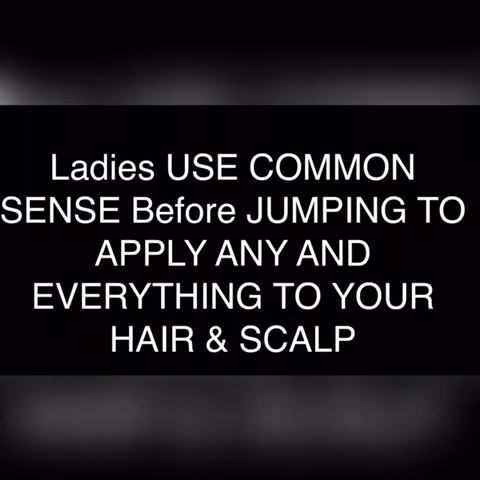 Ladies USE COMMON
SENSE Before JUMPING TO
APPLY ANY AND
EVERYTHING TO YOUR
HAIR & SCALP